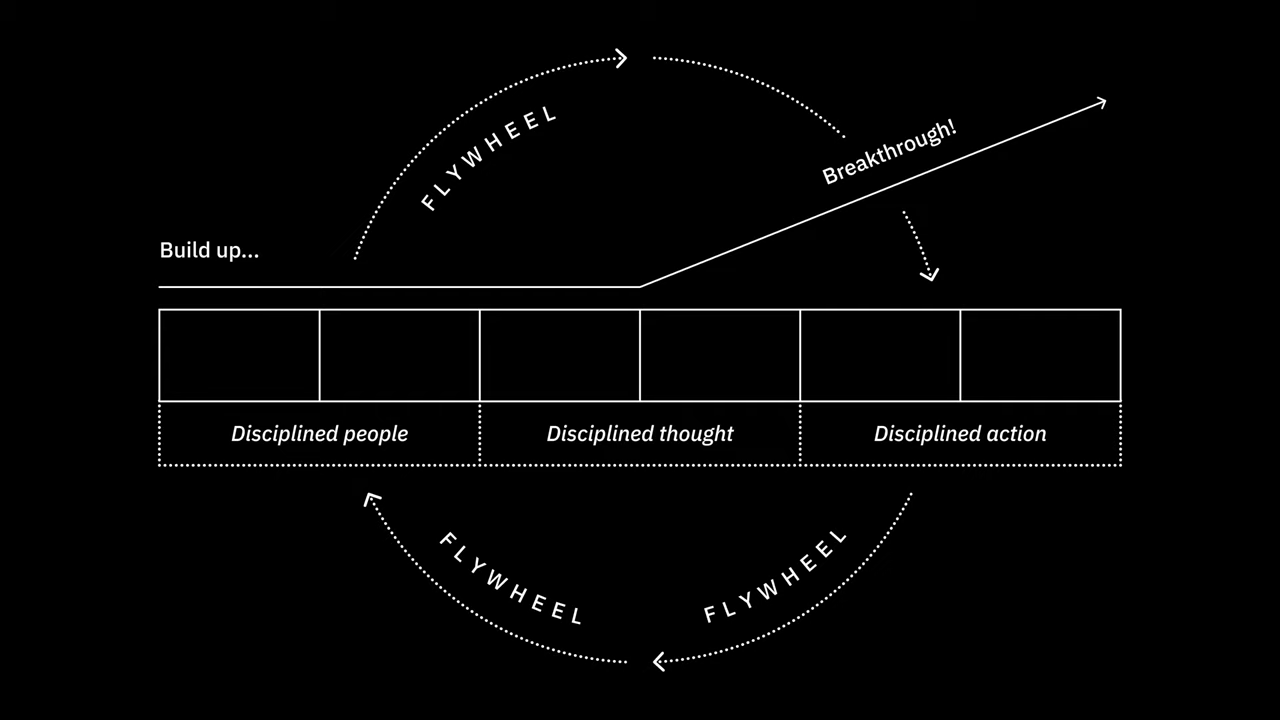 FLYWHEEL
Breakthrough!
Build up...
Disciplined people
Disciplined thought
Disciplined action
FLYWHEEL
FLYWHEEL